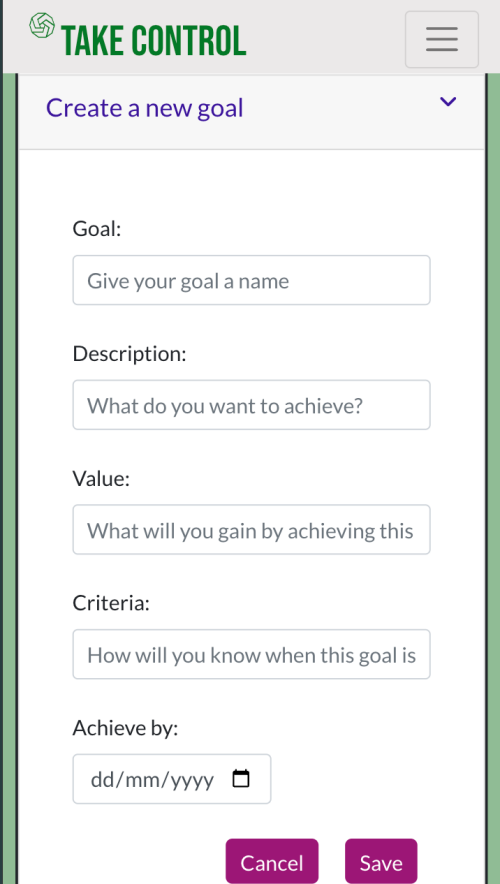 TAKE CONTROL
Create a new goal
Goal:
Give your goal a name
Description:
What do you want to achieve?
Value:
What will you gain by achieving this
Criteria:
How will you know when this goal is
Achieve by:
dd/mm/yyyy
Cancel Save